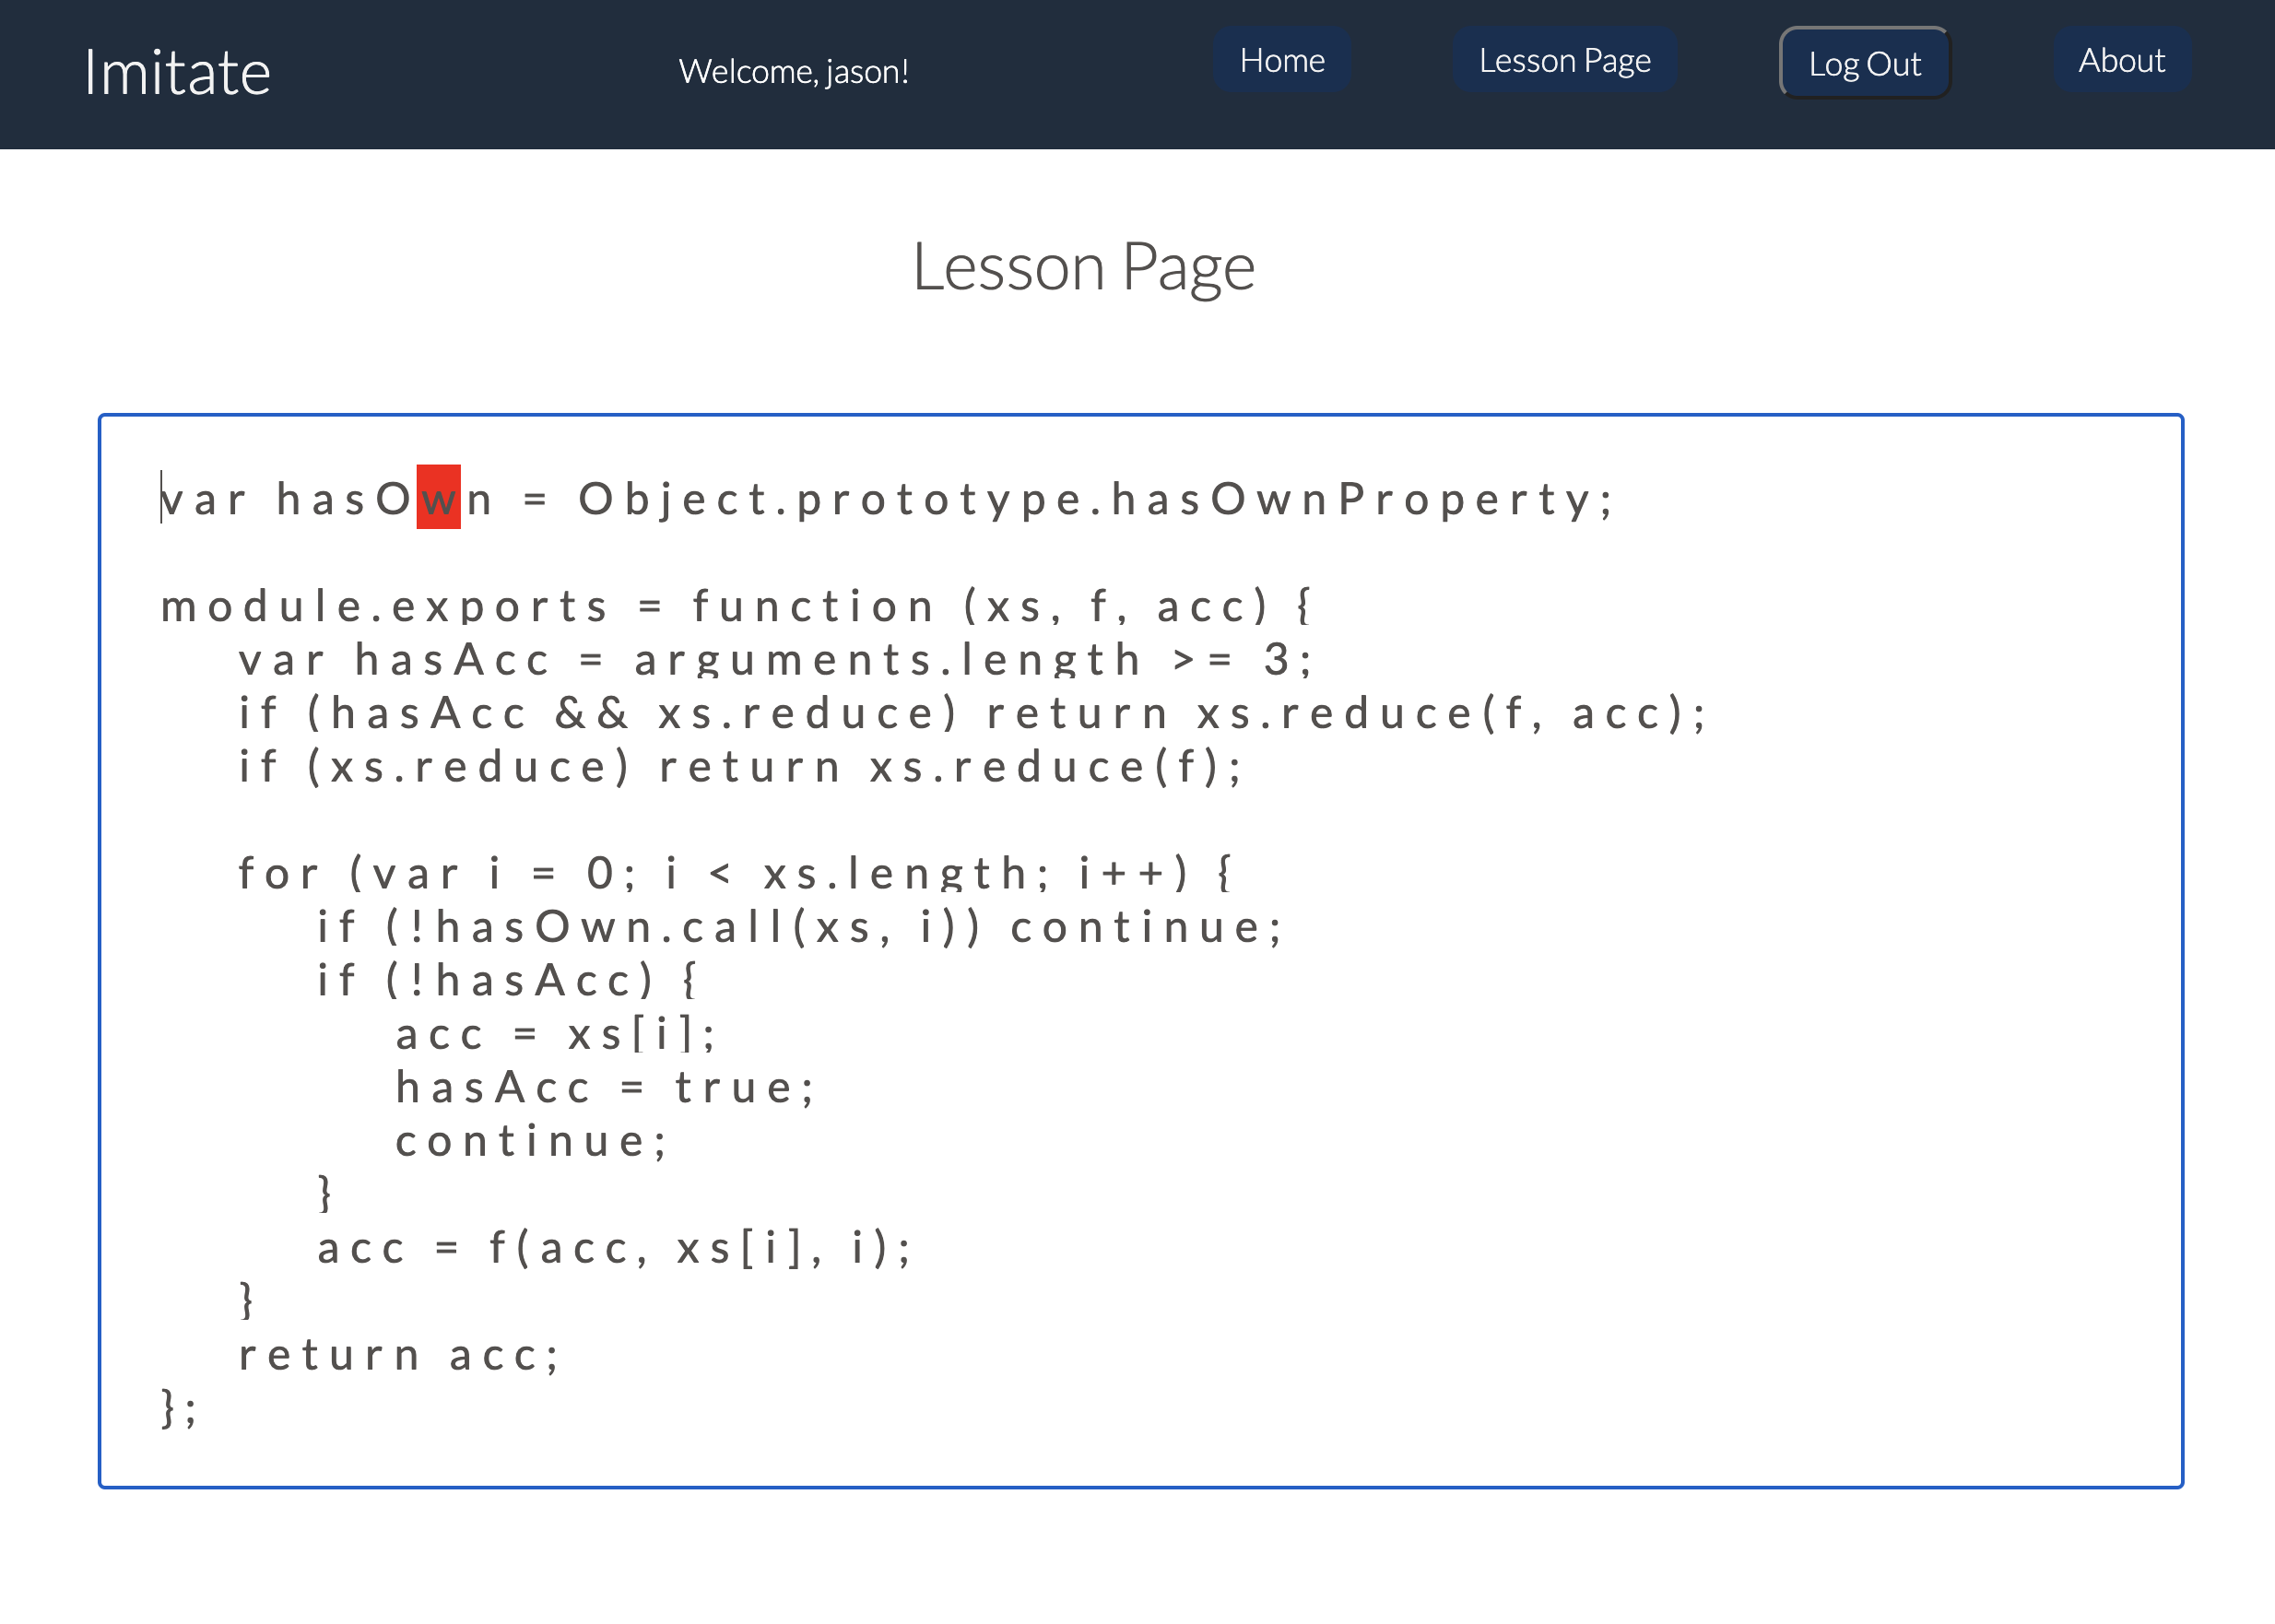 Imitate
Welcome, jason!
Home
Lesson Page
Log Out
About
Lesson Page
var hasOwn = Object.prototype.hasOwnProperty;
module.exports = function (xs, f, acc) {
var hasAcc = arguments.length >= 3;
if (hasAcc && xs.reduce) return xs.reduce(f, acc);
if (xs.reduce) return xs.reduce(f);
for (var i = 0; i < xs.length; i++) {
if (!hasOwn.call(xs, i)) continue;
if (!hasAcc) {
acc = xs[i];
hasAcc = true;
continue;
}
acc = f(acc, xs[i], i);
}
return acc;
};